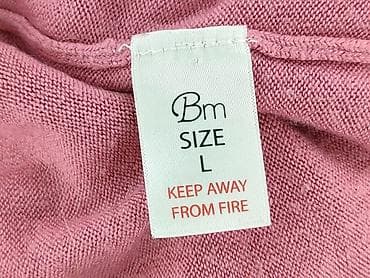 Bm
SIZE
L
KEEP AWAY
FROM FIRE